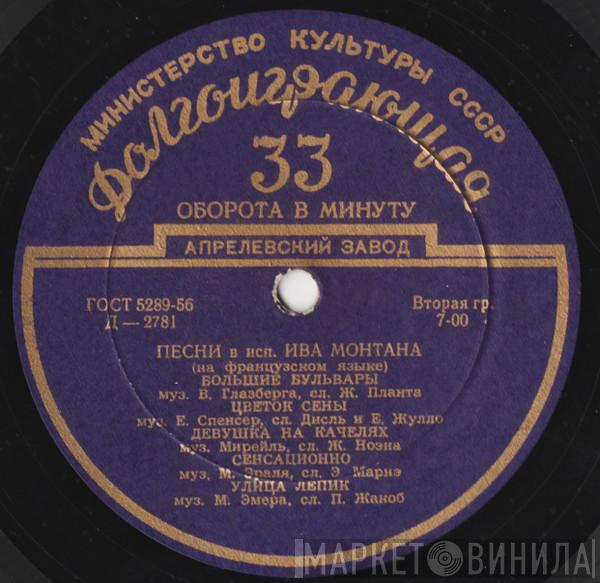 МИНИСТЕРСТВО КУЛЬТУРЫ СССР
Долгоиграющая
33
ОБОРОТА В МИНУТУ
АПРЕЛЕВСКИЙ ЗАВОД
ГОСТ 5289-56
Вторая гр.
Д — 2781
7-00
ПЕСНИ в исп. ИВА МОНТАНА
(на французском языке)
БОЛЬШИЕ БУЛЬВАРЫ
муз. В. Глазберга, сл. Ж. Планта
ЦВЕТОК СЕНЫ
муз. Е. Спенсер, сл. Дисль и Е. Жулло
ДЕВУШКА НА КАЧЕЛЯХ
муз. Мирейль, сл. Ж. Ноэна
СЕНСАЦИОННО
муз. М. Эраля, сл. Э. Марнэ
УЛИЦА ЛЕПИК
муз. М. Эмера, сл. П. Жакоб
МАРКЕТ ВИНИЛА